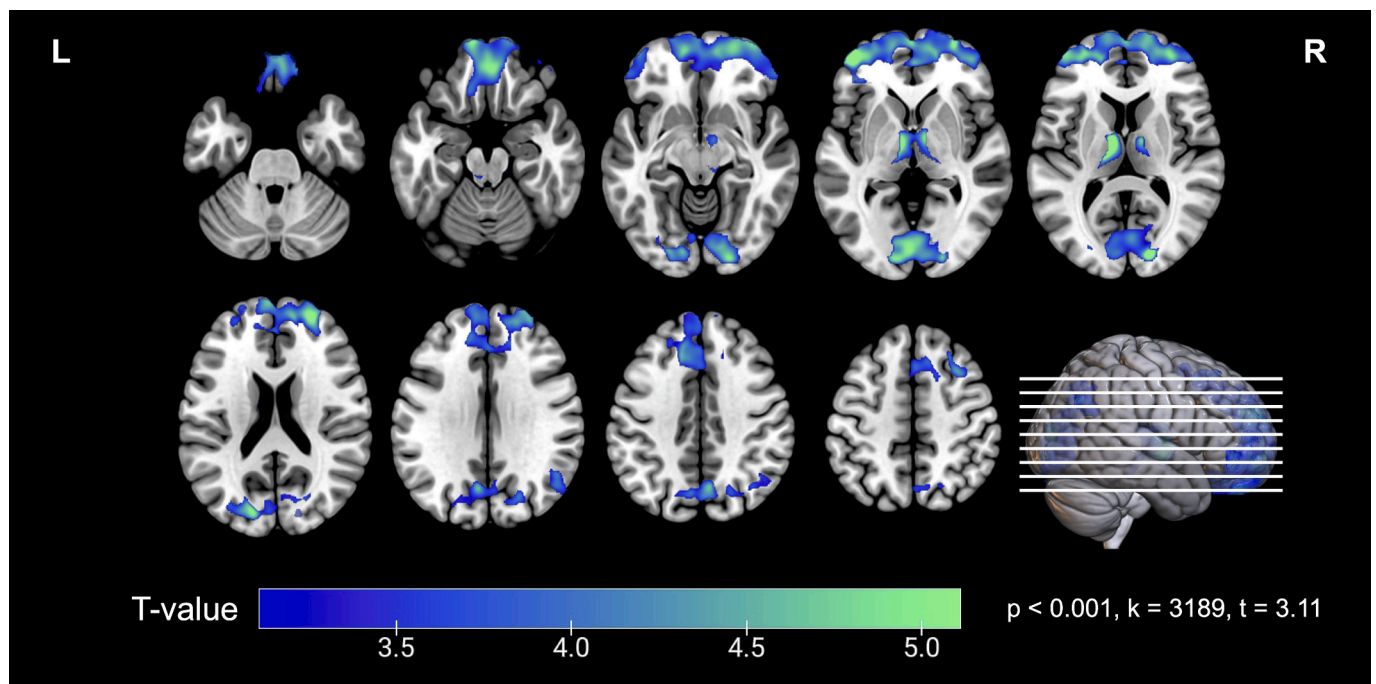 L
R
T-value
p < 0.001, k = 3189, t = 3.11
3.5 4.0 4.5 5.0